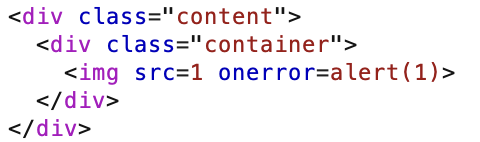 <div class="content">
  <div class="container">
    <img src=1 onerror=alert(1)>
  </div>
</div>